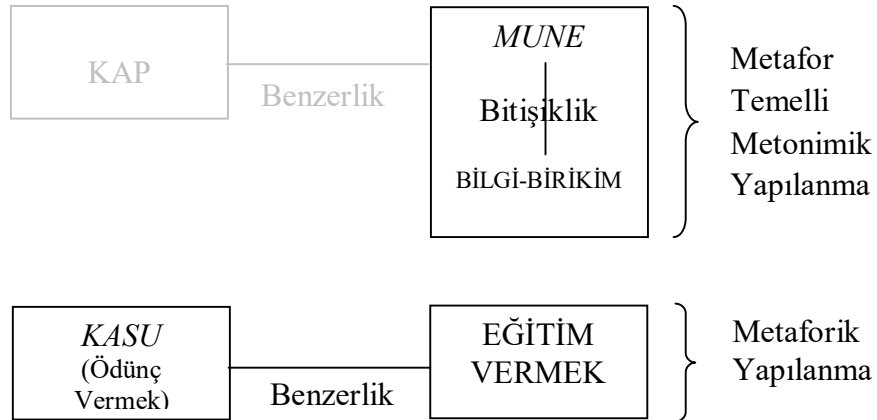 KAP
Benzerlik
MUNE
Bitişiklik
BİLGİ-BİRİKİM
Metafor
Temelli
Metonimik
Yapılanma
KASU
(Ödünç
Vermek)
Benzerlik
EĞİTİM
VERMEK
Metaforik
Yapılanma